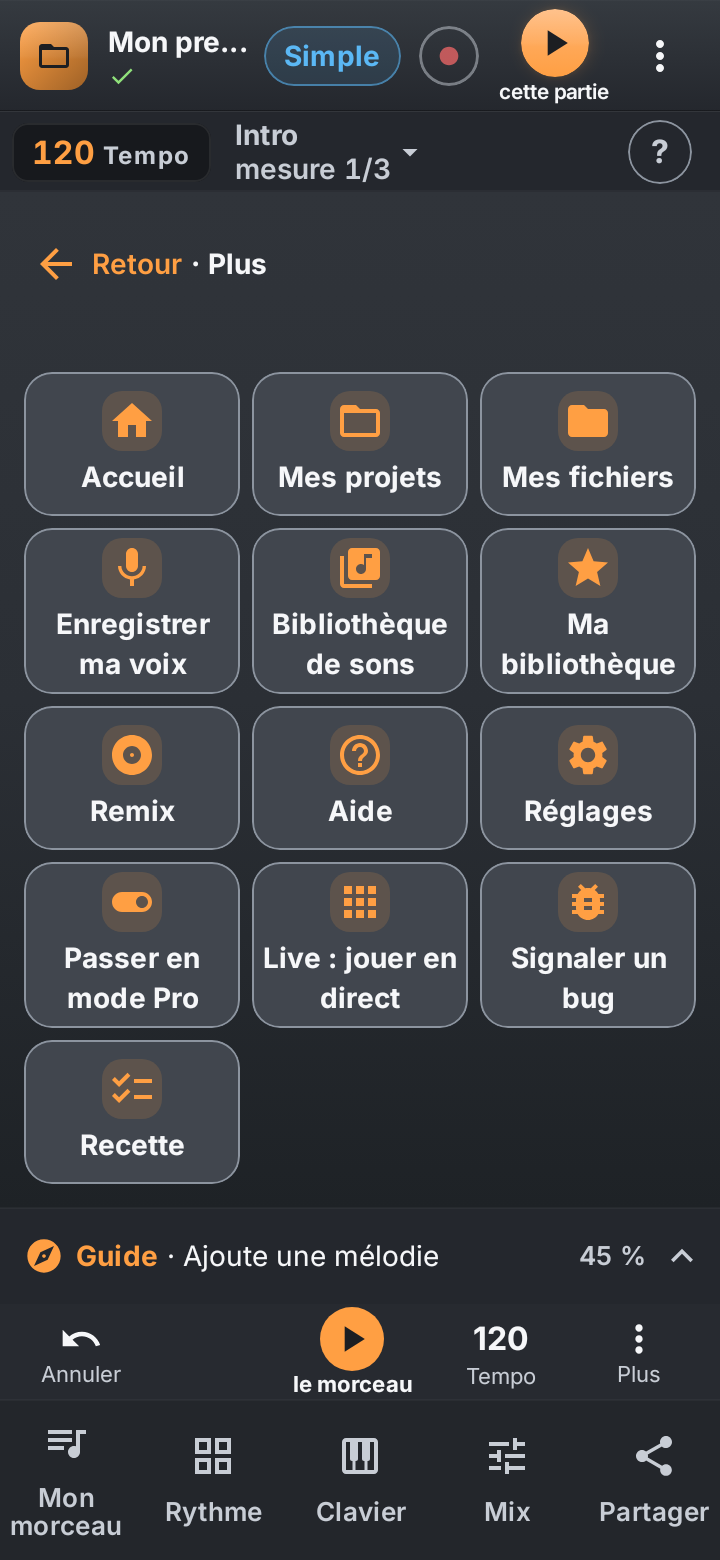 Mon pre...
Simple
cette partie
120 Tempo
Intro
mesure 1/3
?
Retour · Plus
Accueil
Mes projets
Mes fichiers
Enregistrer
ma voix
Bibliothèque
de sons
Ma
bibliothèque
Remix
Aide
Réglages
Passer en
mode Pro
Live : jouer en
direct
Signaler un
bug
Recette
Guide · Ajoute une mélodie
45 %
Annuler
le morceau
120
Tempo
Plus
Mon
morceau
Rythme
Clavier
Mix
Partager